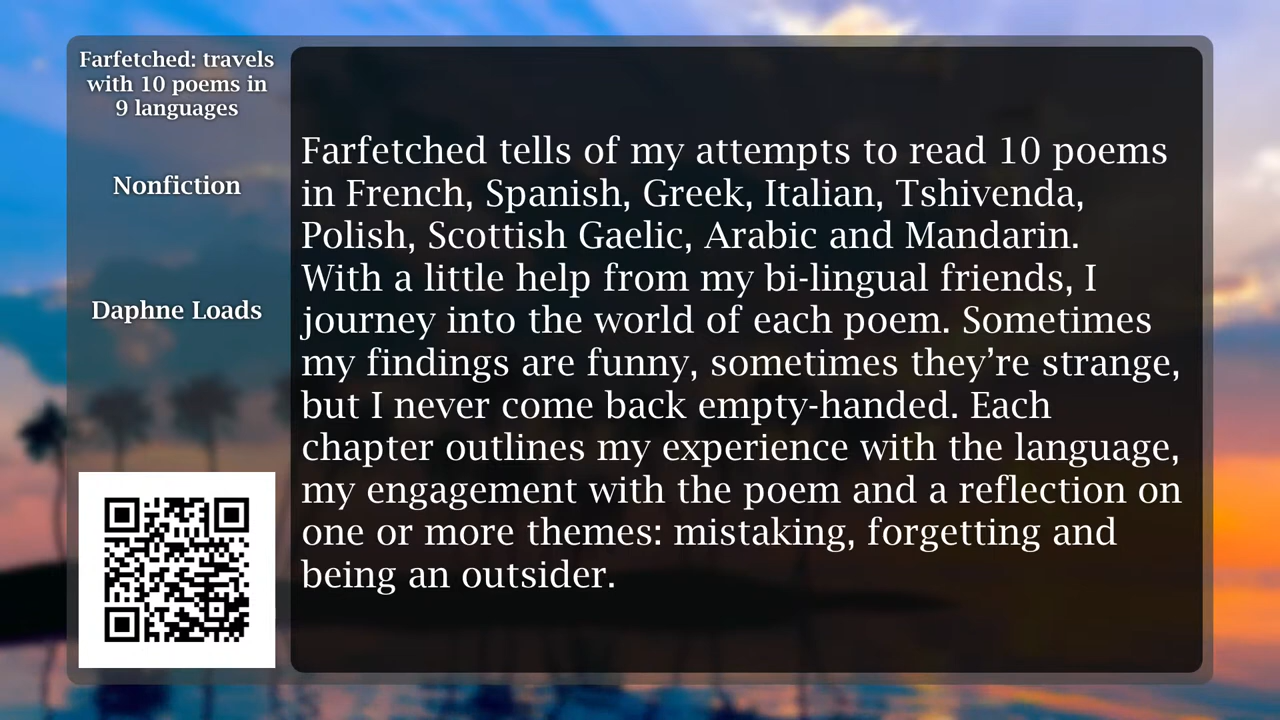 Farfetched: travels
with 10 poems in
9 languages
Nonfiction
Daphne Loads
Farfetched tells of my attempts to read 10 poems
in French, Spanish, Greek, Italian, Tshivenda,
Polish, Scottish Gaelic, Arabic and Mandarin.
With a little help from my bi-lingual friends, I
journey into the world of each poem. Sometimes
my findings are funny, sometimes they’re strange,
but I never come back empty-handed. Each
chapter outlines my experience with the language,
my engagement with the poem and a reflection on
one or more themes: mistaking, forgetting and
being an outsider.